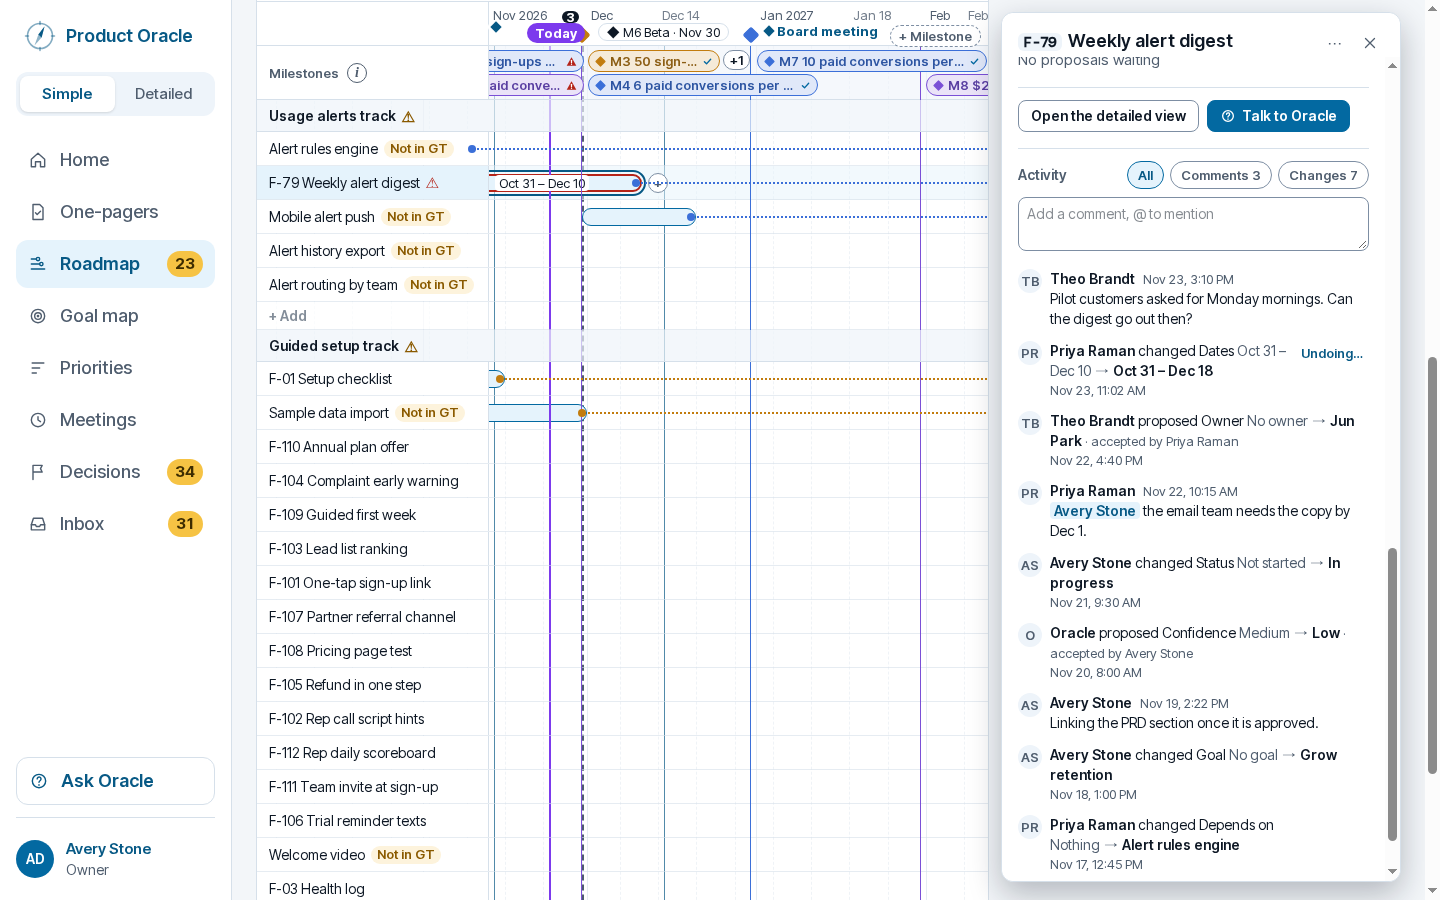 Product Oracle
Simple
Detailed
Home
One-pagers
Roadmap 23
Goal map
Priorities
Meetings
Decisions 34
Inbox 31
Ask Oracle
AD
Avery Stone
Owner
Nov 2026
3
Dec
Dec 14
Jan 2027
Jan 18
Feb
Feb
Today
M6 Beta · Nov 30
Board meeting
+ Milestone
Milestones i
sign-ups ...
M3 50 sign-...
+1
M7 10 paid conversions per...
aid conve...
M4 6 paid conversions per ...
M8 $2
Usage alerts track
Alert rules engine Not in GT
F-79 Weekly alert digest
Oct 31 – Dec 10
Mobile alert push Not in GT
Alert history export Not in GT
Alert routing by team Not in GT
+ Add
Guided setup track
F-01 Setup checklist
Sample data import Not in GT
F-110 Annual plan offer
F-104 Complaint early warning
F-109 Guided first week
F-103 Lead list ranking
F-101 One-tap sign-up link
F-107 Partner referral channel
F-108 Pricing page test
F-105 Refund in one step
F-102 Rep call script hints
F-112 Rep daily scoreboard
F-111 Team invite at sign-up
F-106 Trial reminder texts
Welcome video Not in GT
F-03 Health log
F-79 Weekly alert digest
No proposals waiting
Open the detailed view
Talk to Oracle
Activity
All
Comments 3
Changes 7
Add a comment, @ to mention
TB
Theo Brandt Nov 23, 3:10 PM
Pilot customers asked for Monday mornings. Can
the digest go out then?
PR
Priya Raman changed Dates Oct 31 –
Dec 10 → Oct 31 – Dec 18
Undoing...
Nov 23, 11:02 AM
TB
Theo Brandt proposed Owner No owner → Jun
Park · accepted by Priya Raman
Nov 22, 4:40 PM
PR
Priya Raman Nov 22, 10:15 AM
Avery Stone the email team needs the copy by
Dec 1.
AS
Avery Stone changed Status Not started → In
progress
Nov 21, 9:30 AM
O
Oracle proposed Confidence Medium → Low ·
accepted by Avery Stone
Nov 20, 8:00 AM
AS
Avery Stone Nov 19, 2:22 PM
Linking the PRD section once it is approved.
AS
Avery Stone changed Goal No goal → Grow
retention
Nov 18, 1:00 PM
PR
Priya Raman changed Depends on
Nothing → Alert rules engine
Nov 17, 12:45 PM